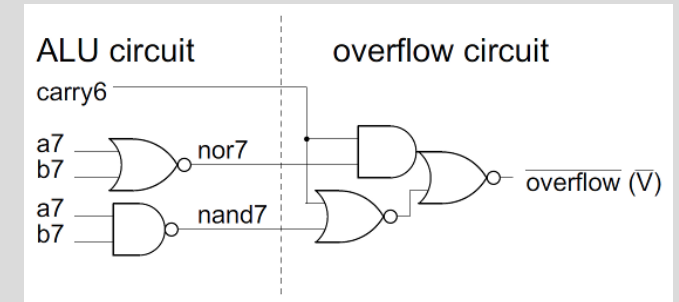 ALU circuit
overflow circuit
carry6
a7
b7
nor7
a7
b7
nand7
overflow (V)